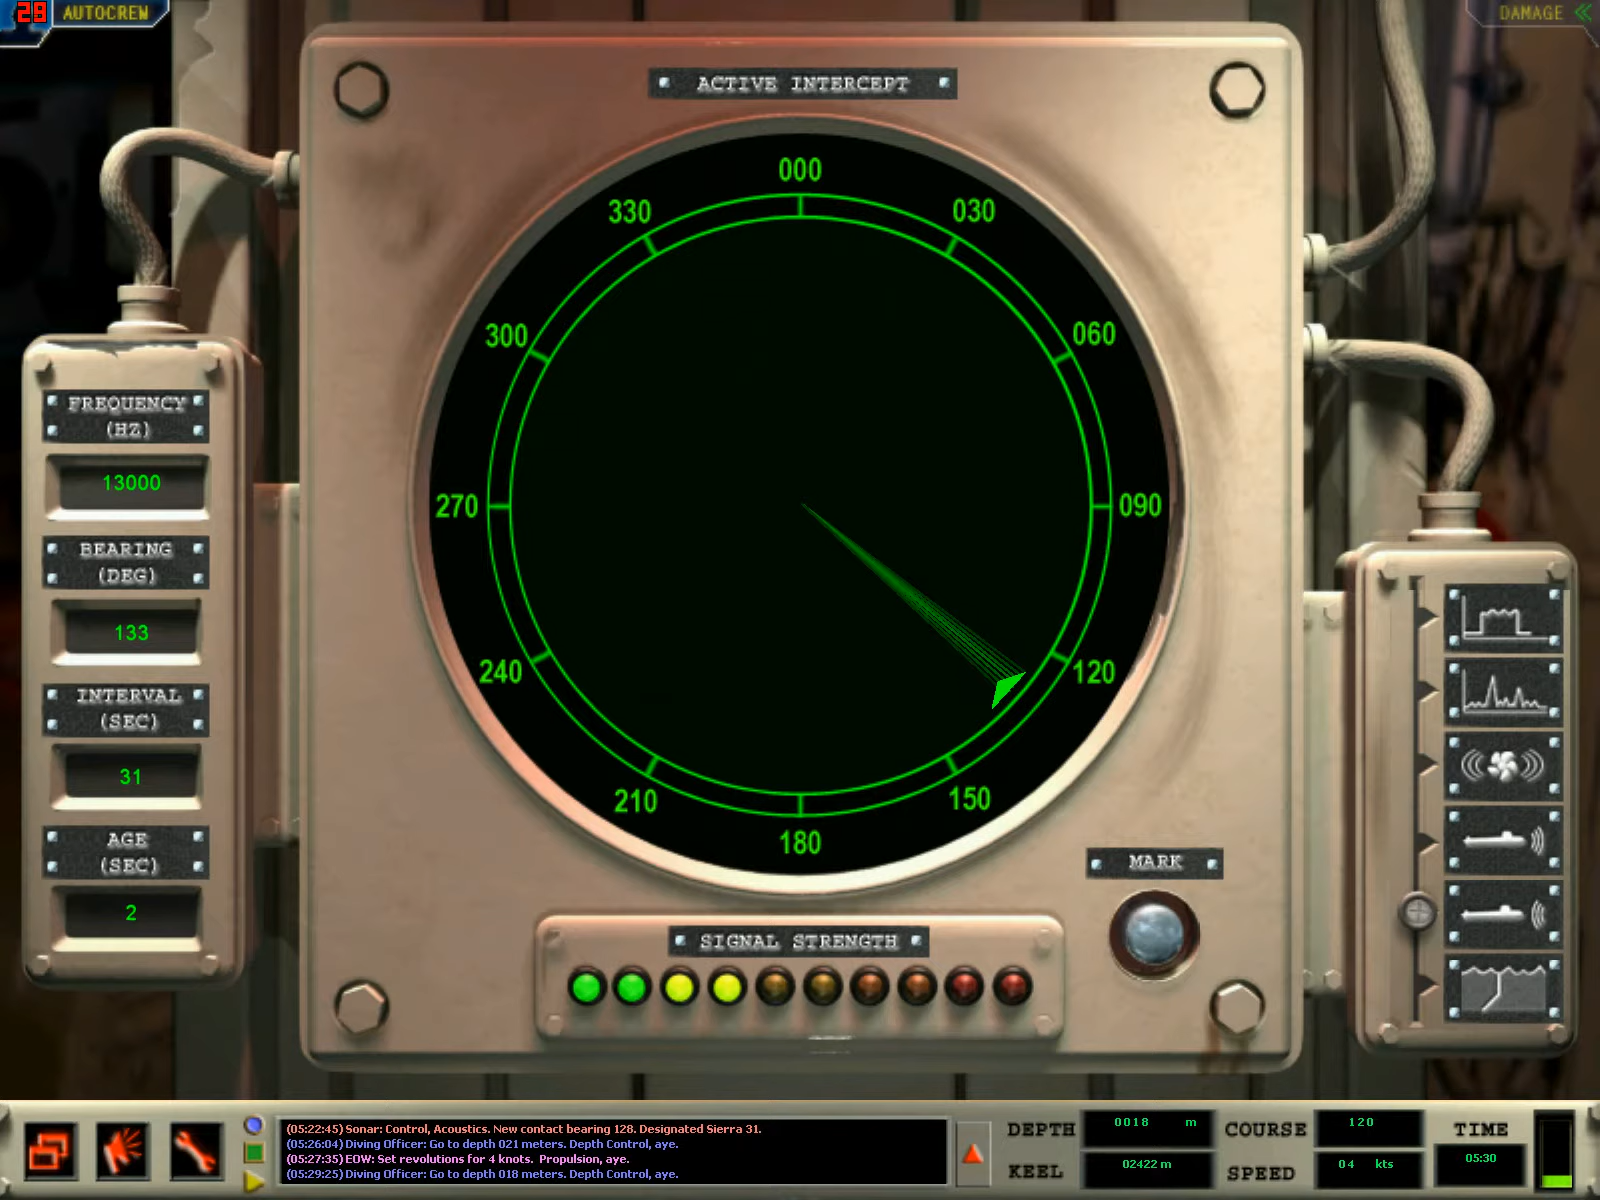 29 AUTOCREW
DAMAGE
ACTIVE INTERCEPT
000
330
030
300
060
270
090
240
120
210
150
180
FREQUENCY
(HZ)
13000
BEARING
(DEG)
133
INTERVAL
(SEC)
31
AGE
(SEC)
2
MARK
SIGNAL STRENGTH
(05:22:45) Sonar: Control, Acoustics. New contact bearing 128. Designated Sierra 31.
(05:26:04) Diving Officer: Go to depth 021 meters. Depth Control, aye.
(05:27:35) EOW: Set revolutions for 4 knots. Propulsion, aye.
(05:29:25) Diving Officer: Go to depth 018 meters. Depth Control, aye.
DEPTH 0018 m
KEEL 02422 m
COURSE 120
SPEED 04 kts
TIME
05:30